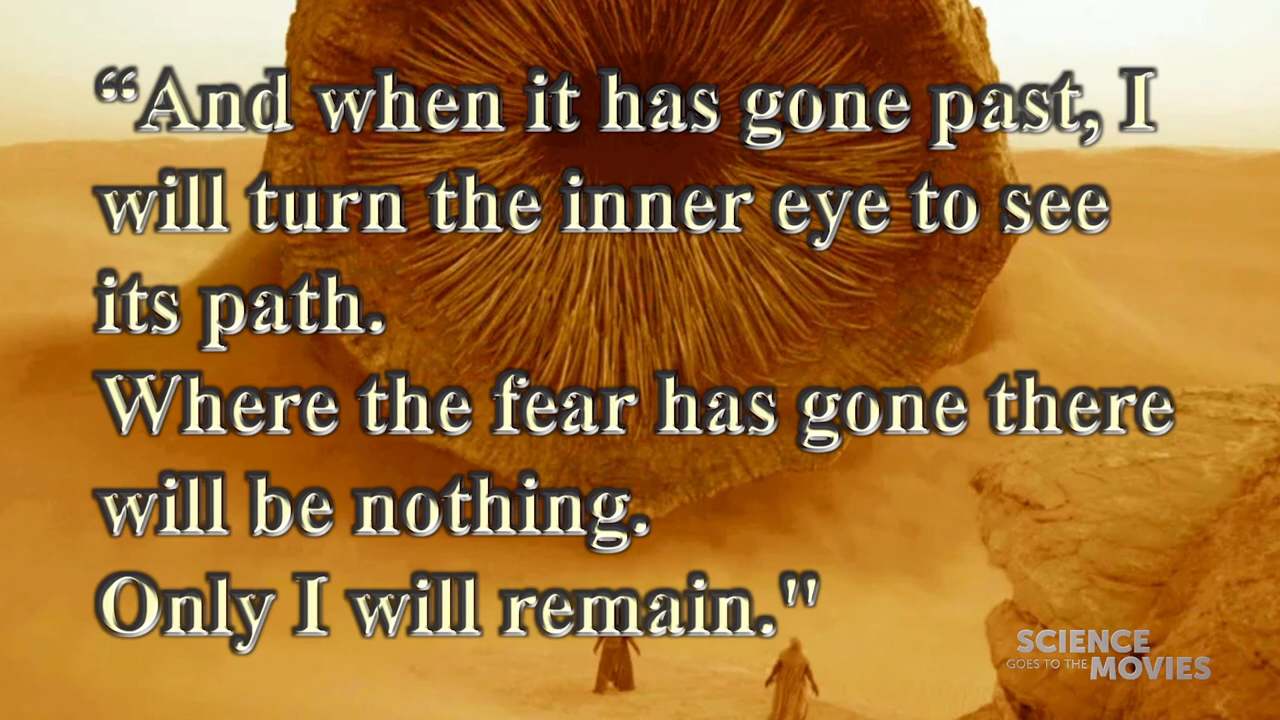 “And when it has gone past, I
will turn the inner eye to see
its path.
Where the fear has gone there
will be nothing.
Only I will remain."
SCIENCE
GOES TO THE MOVIES